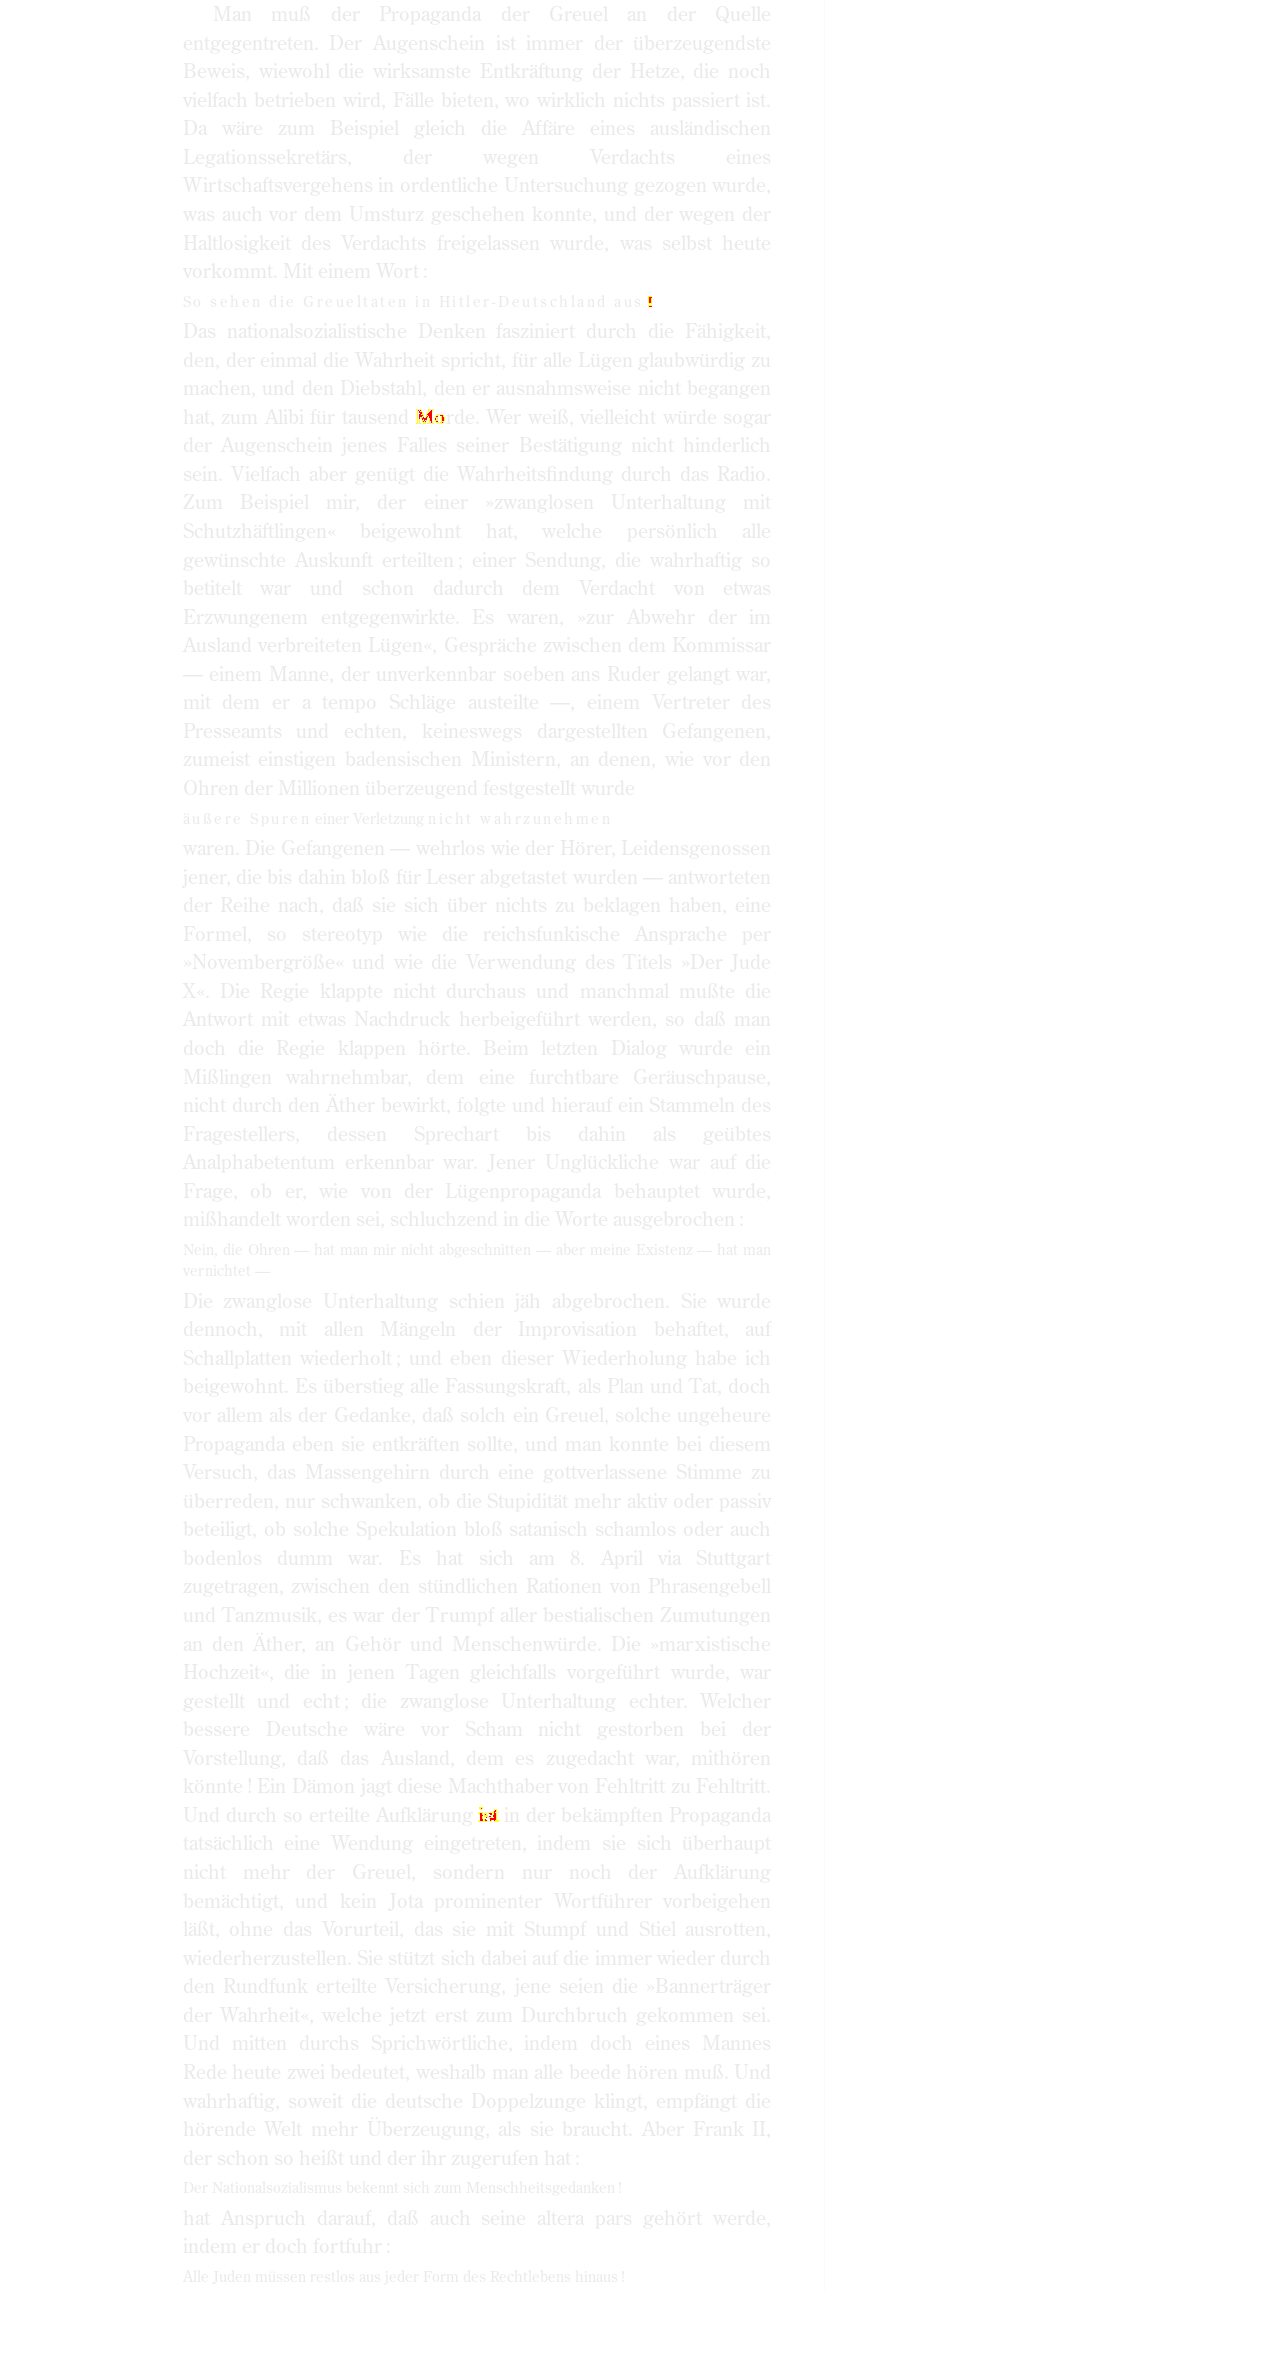 Man muß der Propaganda der Greuel an der Quelle
entgegentreten. Der Augenschein ist immer der überzeugendste
Beweis, wiewohl die wirksamste Entkräftung der Hetze, die noch
vielfach betrieben wird, Fälle bieten, wo wirklich nichts passiert ist.
Da wäre zum Beispiel gleich die Affäre eines ausländischen
Legationssekretärs, der wegen Verdachts eines
Wirtschaftsvergehens in ordentliche Untersuchung gezogen wurde,
was auch vor dem Umsturz geschehen konnte, und der wegen der
Haltlosigkeit des Verdachts freigelassen wurde, was selbst heute
vorkommt. Mit einem Wort :
So sehen die Greueltaten in Hitler-Deutschland aus !
Das nationalsozialistische Denken fasziniert durch die Fähigkeit,
den, der einmal die Wahrheit spricht, für alle Lügen glaubwürdig zu
machen, und den Diebstahl, den er ausnahmsweise nicht begangen
hat, zum Alibi für tausend Morde. Wer weiß, vielleicht würde sogar
der Augenschein jenes Falles seiner Bestätigung nicht hinderlich
sein. Vielfach aber genügt die Wahrheitsfindung durch das Radio.
Zum Beispiel mir, der einer »zwanglosen Unterhaltung mit
Schutzhäftlingen« beigewohnt hat, welche persönlich alle
gewünschte Auskunft erteilten ; einer Sendung, die wahrhaftig so
betitelt war und schon dadurch dem Verdacht von etwas
Erzwungenem entgegenwirkte. Es waren, »zur Abwehr der im
Ausland verbreiteten Lügen«, Gespräche zwischen dem Kommissar
— einem Manne, der unverkennbar soeben ans Ruder gelangt war,
mit dem er a tempo Schläge austeilte —, einem Vertreter des
Presseamts und echten, keineswegs dargestellten Gefangenen,
zumeist einstigen badensischen Ministern, an denen, wie vor den
Ohren der Millionen überzeugend festgestellt wurde
äußere Spuren einer Verletzung nicht wahrzunehmen
waren. Die Gefangenen — wehrlos wie der Hörer, Leidensgenossen
jener, die bis dahin bloß für Leser abgetastet wurden — antworteten
der Reihe nach, daß sie sich über nichts zu beklagen haben, eine
Formel, so stereotyp wie die reichsfunkische Ansprache per
»Novembergröße« und wie die Verwendung des Titels »Der Jude
X«. Die Regie klappte nicht durchaus und manchmal mußte die
Antwort mit etwas Nachdruck herbeigeführt werden, so daß man
doch die Regie klappen hörte. Beim letzten Dialog wurde ein
Mißlingen wahrnehmbar, dem eine furchtbare Geräuschpause,
nicht durch den Äther bewirkt, folgte und hierauf ein Stammeln des
Fragestellers, dessen Sprechart bis dahin als geübtes
Analphabetentum erkennbar war. Jener Unglückliche war auf die
Frage, ob er, wie von der Lügenpropaganda behauptet wurde,
mißhandelt worden sei, schluchzend in die Worte ausgebrochen :
Nein, die Ohren — hat man mir nicht abgeschnitten — aber meine Existenz — hat man
vernichtet —
Die zwanglose Unterhaltung schien jäh abgebrochen. Sie wurde
dennoch, mit allen Mängeln der Improvisation behaftet, auf
Schallplatten wiederholt ; und eben dieser Wiederholung habe ich
beigewohnt. Es überstieg alle Fassungskraft, als Plan und Tat, doch
vor allem als der Gedanke, daß solch ein Greuel, solche ungeheure
Propaganda eben sie entkräften sollte, und man konnte bei diesem
Versuch, das Massengehirn durch eine gottverlassene Stimme zu
überreden, nur schwanken, ob die Stupidität mehr aktiv oder passiv
beteiligt, ob solche Spekulation bloß satanisch schamlos oder auch
bodenlos dumm war. Es hat sich am 8. April via Stuttgart
zugetragen, zwischen den stündlichen Rationen von Phrasengebell
und Tanzmusik, es war der Trumpf aller bestialischen Zumutungen
an den Äther, an Gehör und Menschenwürde. Die »marxistische
Hochzeit«, die in jenen Tagen gleichfalls vorgeführt wurde, war
gestellt und echt ; die zwanglose Unterhaltung echter. Welcher
bessere Deutsche wäre vor Scham nicht gestorben bei der
Vorstellung, daß das Ausland, dem es zugedacht war, mithören
könnte ! Ein Dämon jagt diese Machthaber von Fehltritt zu Fehltritt.
Und durch so erteilte Aufklärung ist in der bekämpften Propaganda
tatsächlich eine Wendung eingetreten, indem sie sich überhaupt
nicht mehr der Greuel, sondern nur noch der Aufklärung
bemächtigt, und kein Jota prominenter Wortführer vorbeigehen
läßt, ohne das Vorurteil, das sie mit Stumpf und Stiel ausrotten,
wiederherzustellen. Sie stützt sich dabei auf die immer wieder durch
den Rundfunk erteilte Versicherung, jene seien die »Bannerträger
der Wahrheit«, welche jetzt erst zum Durchbruch gekommen sei.
Und mitten durchs Sprichwörtliche, indem doch eines Mannes
Rede heute zwei bedeutet, weshalb man alle beede hören muß. Und
wahrhaftig, soweit die deutsche Doppelzunge klingt, empfängt die
hörende Welt mehr Überzeugung, als sie braucht. Aber Frank II,
der schon so heißt und der ihr zugerufen hat :
Der Nationalsozialismus bekennt sich zum Menschheitsgedanken !
hat Anspruch darauf, daß auch seine altera pars gehört werde,
indem er doch fortfuhr :
Alle Juden müssen restlos aus jeder Form des Rechtlebens hinaus !